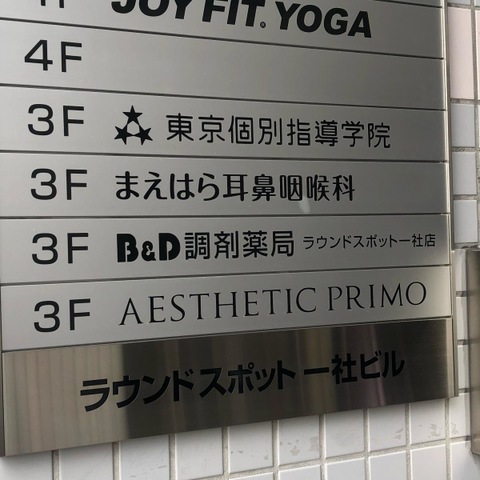 JOY FIT. YOGA
4F
3F 東京個別指導学院
3F まえはら耳鼻咽喉科
3F B&D調剤薬局 ラウンドスポット一社店
3F AESTHETIC PRIMO
ラウンドスポット一社ビル